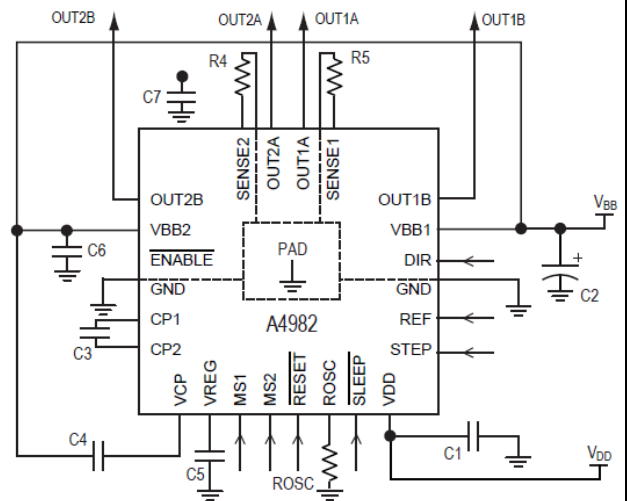 OUT2B
OUT2A
OUT1A
OUT1B
R4
R5
C7
SENSE2
OUT2A
OUT1A
SENSE1
OUT2B
OUT1B
VBB2
VBB1
VBB
C6
ENABLE
PAD
DIR
C2
GND
GND
CP1
A4982
REF
C3
CP2
STEP
VCP
VREG
MS1
MS2
RESET
ROSC
SLEEP
VDD
C4
C5
ROSC
C1
VDD
+